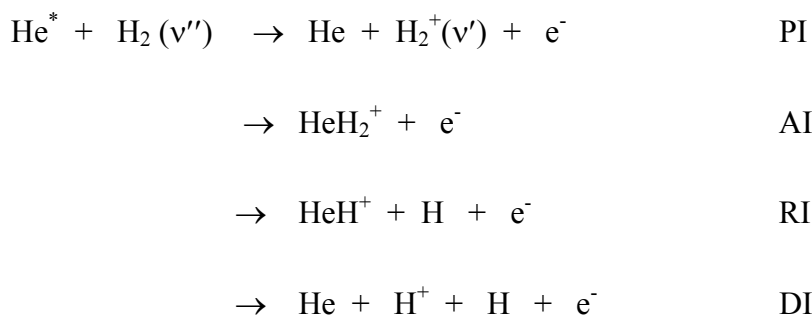 He* + H₂ (ν′′) → He + H₂⁺(ν′) + e⁻ PI
→ HeH₂⁺ + e⁻ AI
→ HeH⁺ + H + e⁻ RI
→ He + H⁺ + H + e⁻ DI